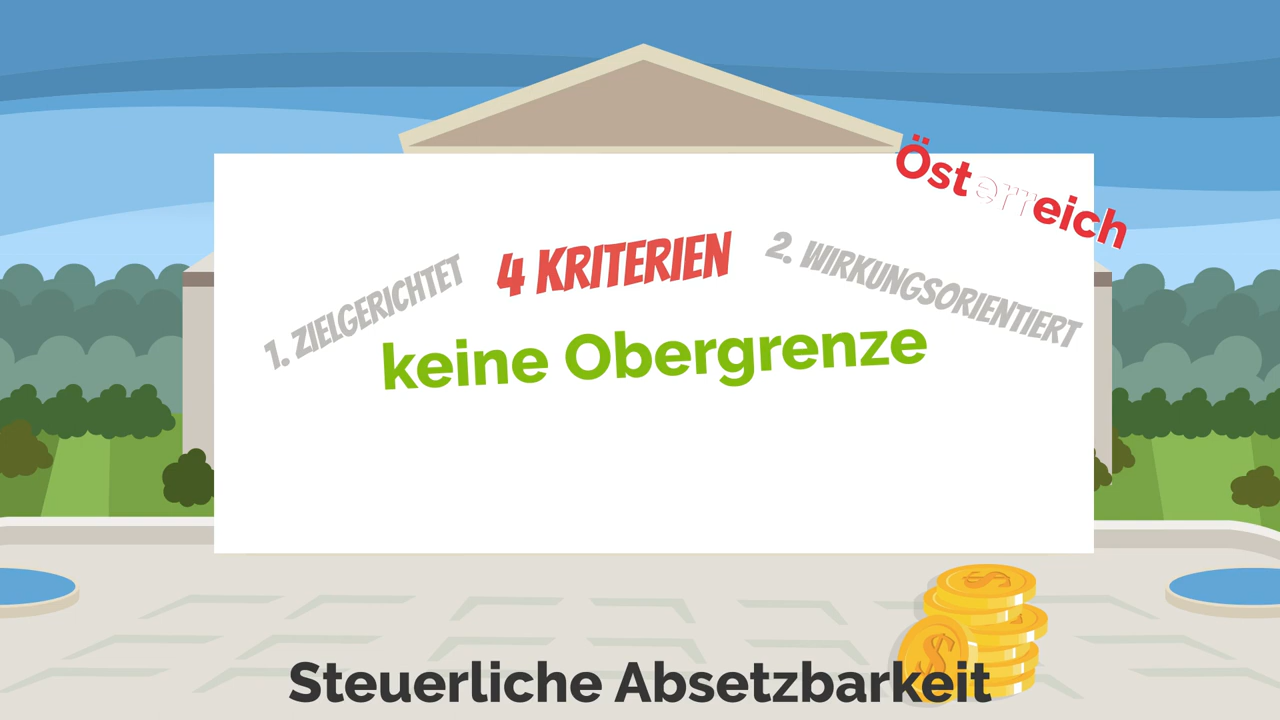 Österreich
4 KRITERIEN
1. ZIELGERICHTET
2. WIRKUNGSORIENTIERT
keine Obergrenze
Steuerliche Absetzbarkeit